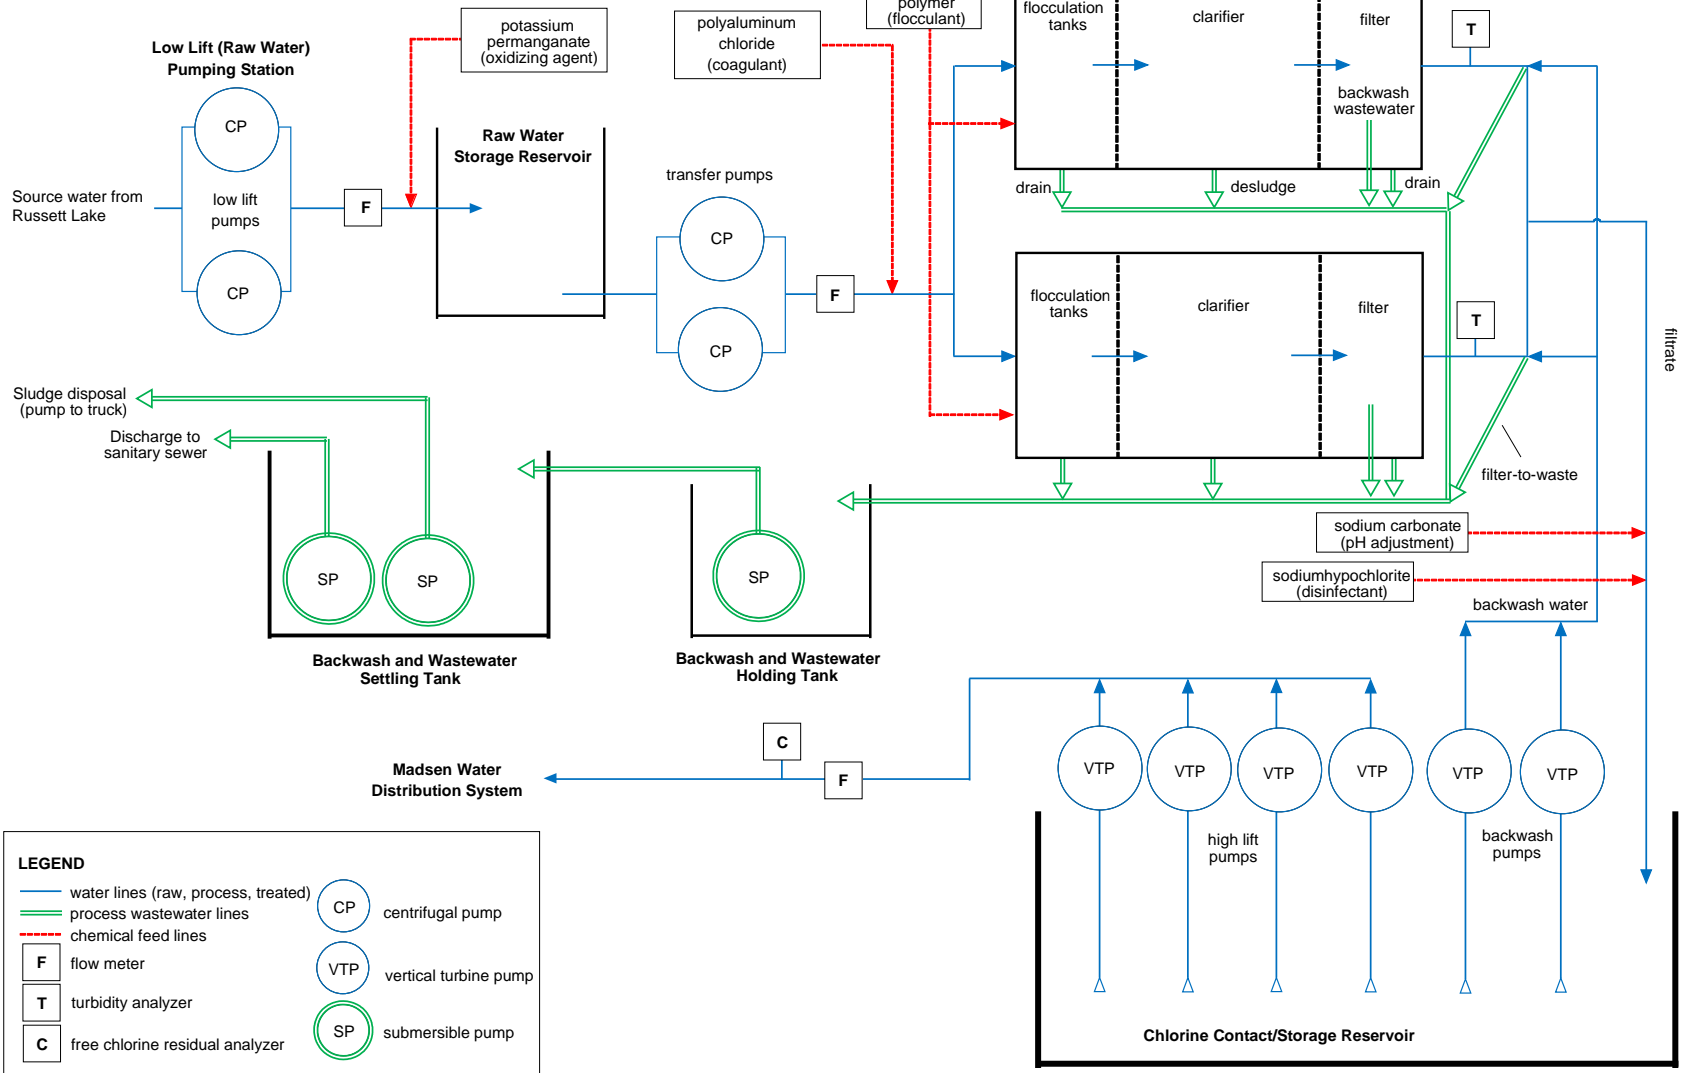 potassium
permanganate
(oxidizing agent)
polyaluminum
chloride
(coagulant)
polymer
(flocculant)
flocculation
tanks
clarifier
filter
T
Low Lift (Raw Water)
Pumping Station
CP
Raw Water
Storage Reservoir
backwash
wastewater
transfer pumps
drain
desludge
drain
Source water from
Russett Lake
low lift
pumps
F
CP
CP
F
CP
flocculation
tanks
clarifier
filter
T
filtrate
Sludge disposal
(pump to truck)
Discharge to
sanitary sewer
filter-to-waste
sodium carbonate
(pH adjustment)
sodiumhypochlorite
(disinfectant)
SP
SP
SP
backwash water
Backwash and Wastewater
Settling Tank
Backwash and Wastewater
Holding Tank
C
F
Madsen Water
Distribution System
VTP
VTP
VTP
VTP
VTP
VTP
high lift
pumps
backwash
pumps
Chlorine Contact/Storage Reservoir
LEGEND
water lines (raw, process, treated)
process wastewater lines
chemical feed lines
F
flow meter
T
turbidity analyzer
C
free chlorine residual analyzer
CP
centrifugal pump
VTP
vertical turbine pump
SP
submersible pump